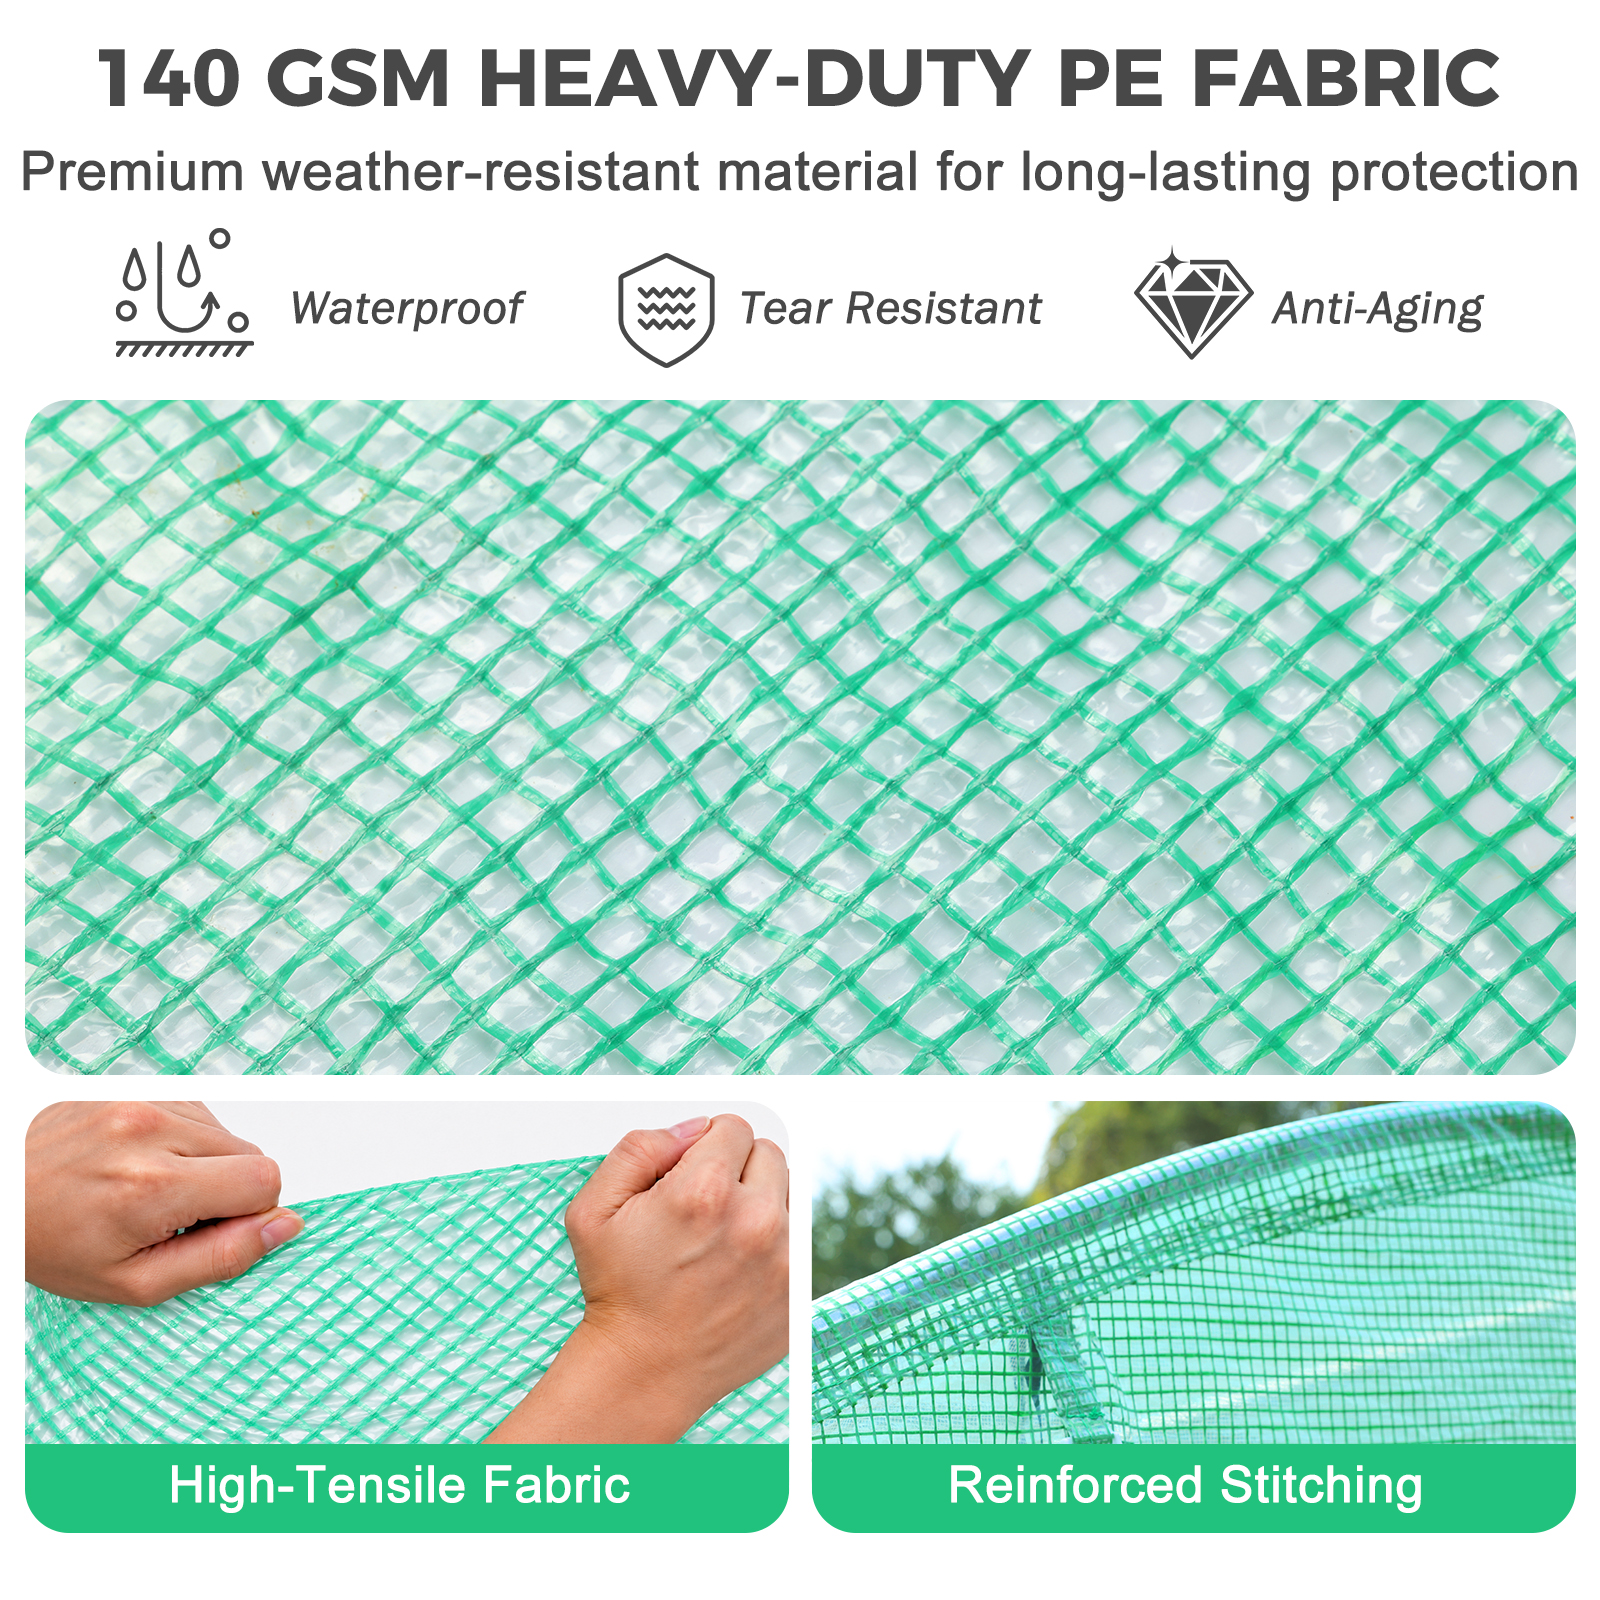 140 GSM HEAVY-DUTY PE FABRIC
Premium weather-resistant material for long-lasting protection
Waterproof
Tear Resistant
Anti-Aging
High-Tensile Fabric
Reinforced Stitching